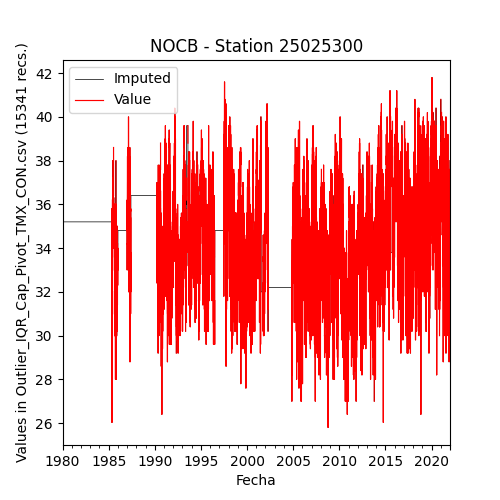 NOCB - Station 25025300
Imputed
Value
Values in Outlier_IQR_Cap_Pivot_TMX_CON.csv (15341 recs.)
42
40
38
36
34
32
30
28
26
1980 1985 1990 1995 2000 2005 2010 2015 2020
Fecha